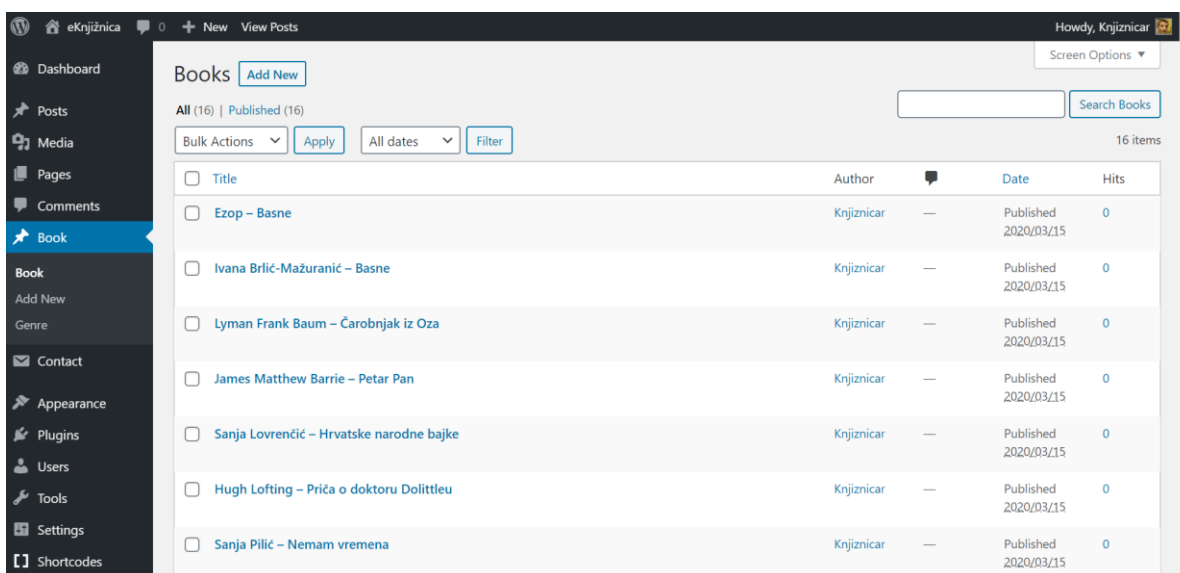 eKnjižnica 0 + New View Posts Howdy, Knjiznicar
Dashboard
Posts
Media
Pages
Comments
Book
Book
Add New
Genre
Contact
Appearance
Plugins
Users
Tools
Settings
[ ] Shortcodes
Screen Options ▼
Books Add New
All (16) | Published (16)
Search Books
Bulk Actions Apply All dates Filter
16 items
Title Author Date Hits
Ezop – Basne Knjiznicar — Published 0
2020/03/15
Ivana Brlić-Mažuranić – Basne Knjiznicar — Published 0
2020/03/15
Lyman Frank Baum – Čarobnjak iz Oza Knjiznicar — Published 0
2020/03/15
James Matthew Barrie – Petar Pan Knjiznicar — Published 0
2020/03/15
Sanja Lovrenčić – Hrvatske narodne bajke Knjiznicar — Published 0
2020/03/15
Hugh Lofting – Priča o doktoru Dolittleu Knjiznicar — Published 0
2020/03/15
Sanja Pilić – Nemam vremena Knjiznicar — Published 0
2020/03/15